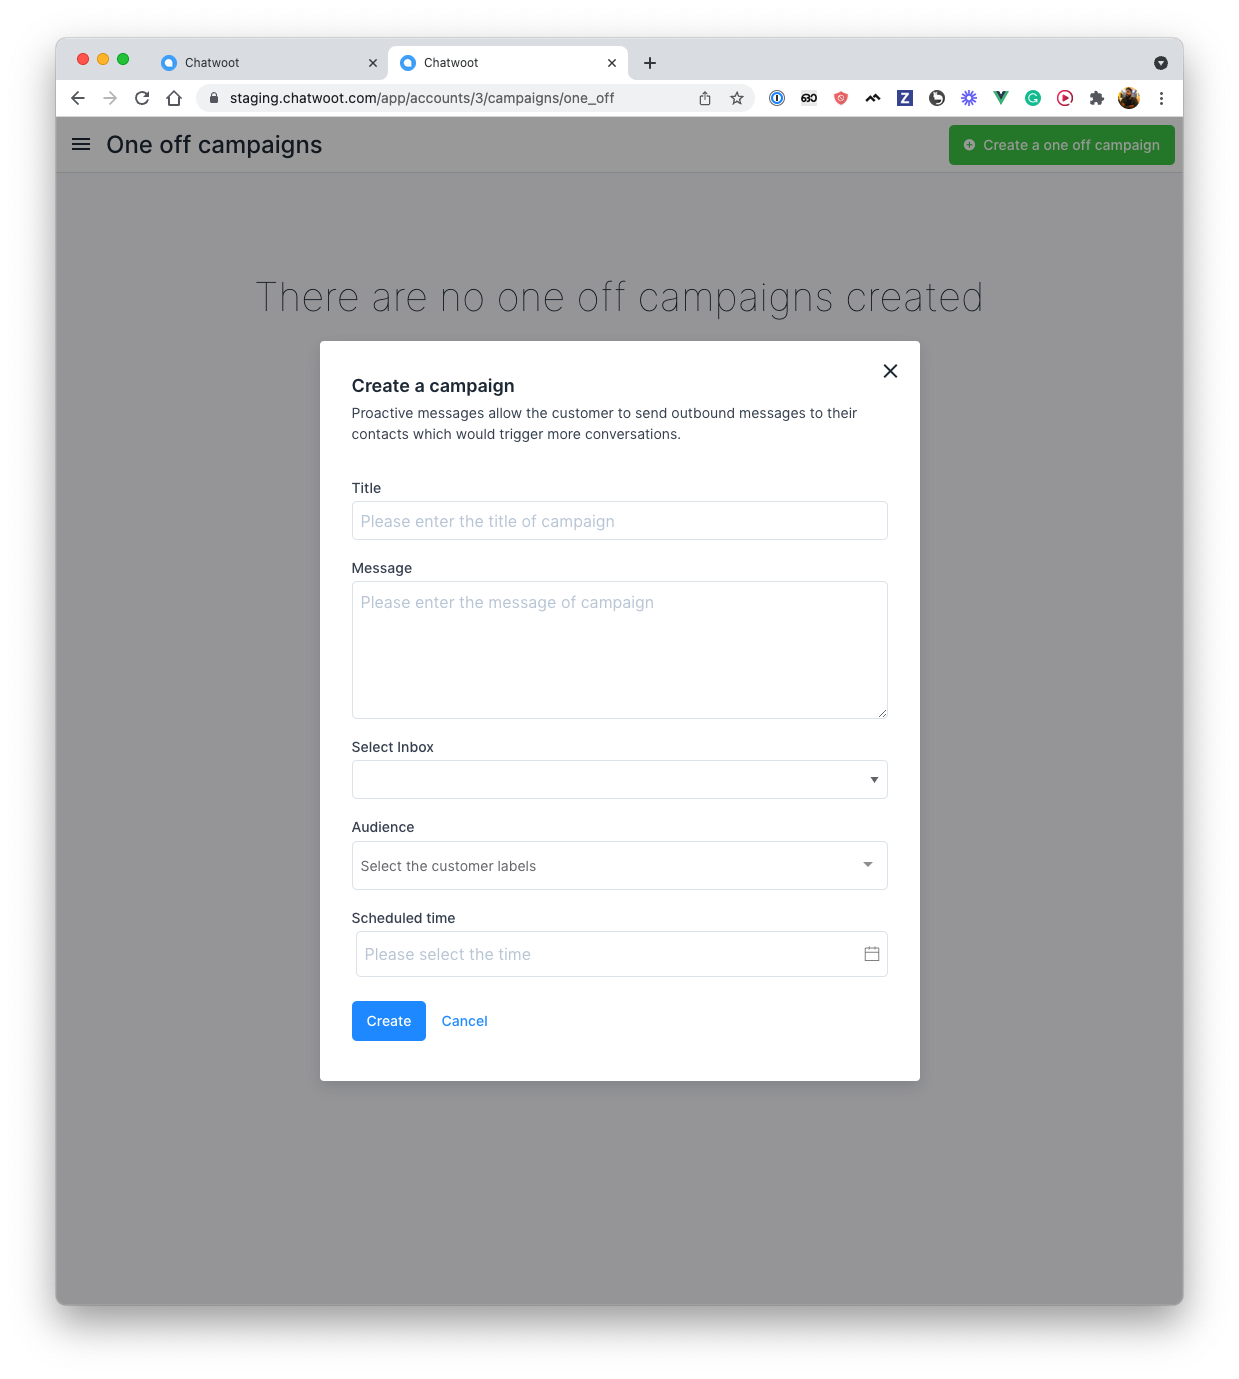 Chatwoot
Chatwoot
staging.chatwoot.com/app/accounts/3/campaigns/one_off
One off campaigns
Create a one off campaign
There are no one off campaigns created
Create a campaign
Proactive messages allow the customer to send outbound messages to their
contacts which would trigger more conversations.
Title
Please enter the title of campaign
Message
Please enter the message of campaign
Select Inbox
Audience
Select the customer labels
Scheduled time
Please select the time
Create
Cancel